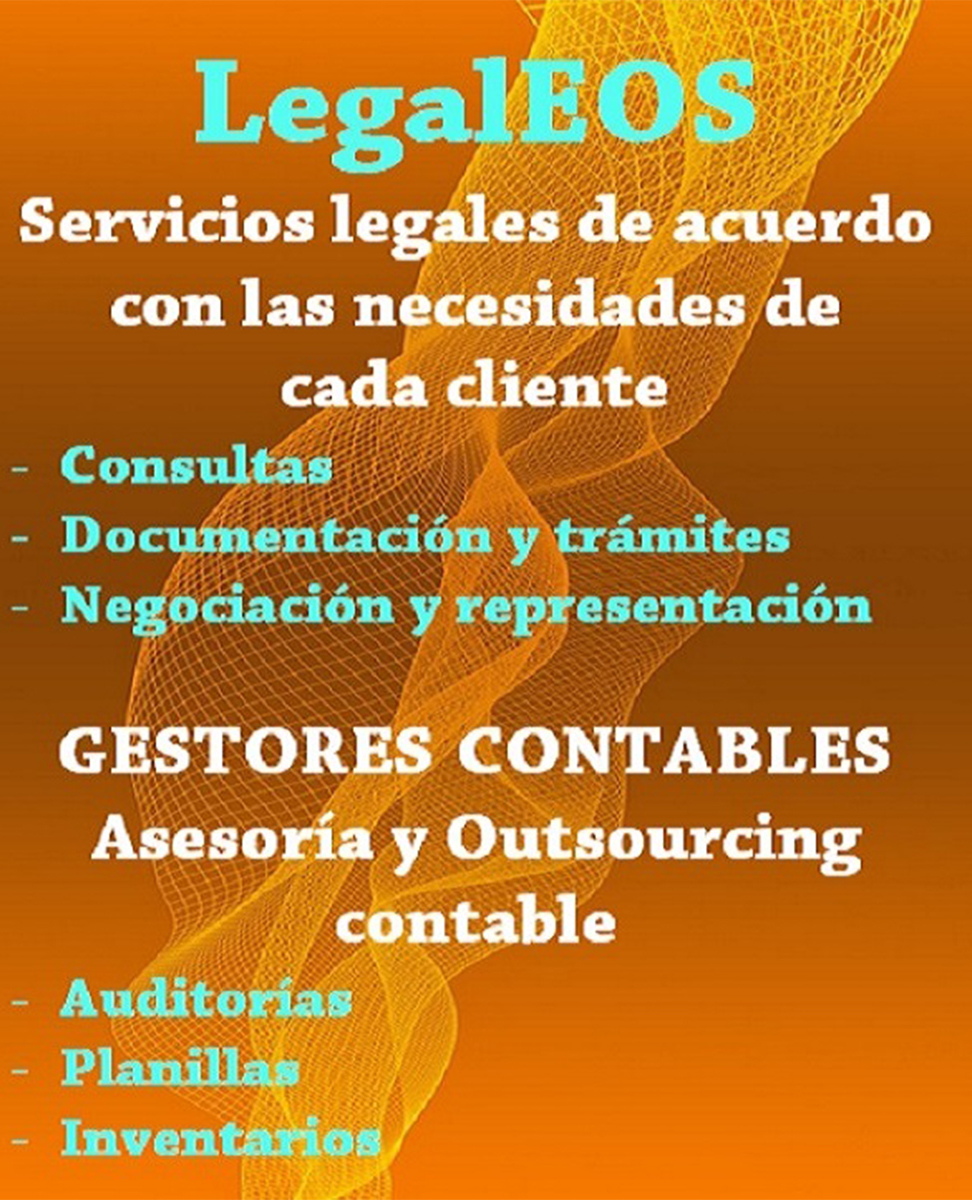 LegalEOS
Servicios legales de acuerdo
con las necesidades de
cada cliente
- Consultas
- Documentación y trámites
- Negociación y representación
GESTORES CONTABLES
Asesoría y Outsourcing
contable
- Auditorías
- Planillas
- Inventarios